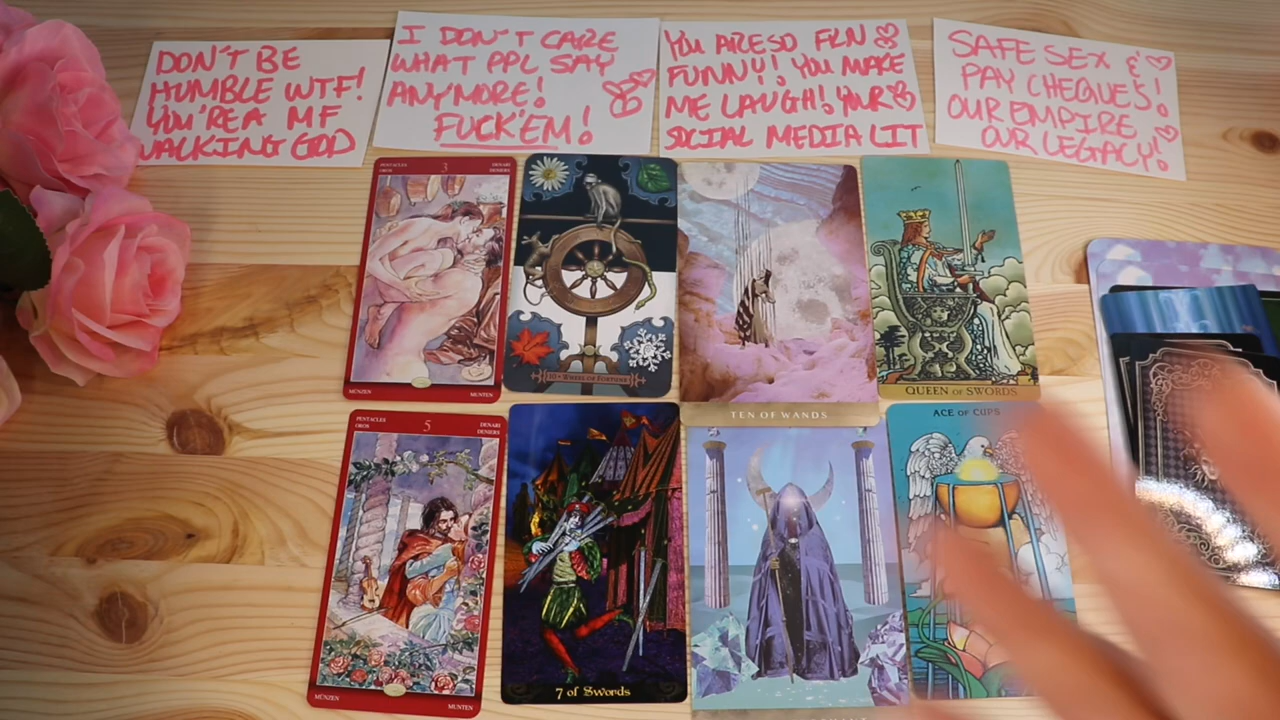 DON'T BE
HUMBLE WTF!
YOU'RE A MF
WALKING GOD
I DON'T CARE
WHAT PPL SAY
ANYMORE!
FUCK'EM!
YOU ARE SO FUN
FUNNY! YOU MAKE
ME LAUGH! YOUR
SOCIAL MEDIA LIT
SAFE SEX &
PAY CHEQUES!
OUR EMPIRE
OUR LEGACY!
PENTACLES
OROS
3
DENARI
DENIERS
MÜNZEN
MUNTEN
10 • WHEEL OF FORTUNE
TEN OF WANDS
QUEEN OF SWORDS
PENTACLES
OROS
5
DENARI
DENIERS
MÜNZEN
MUNTEN
7 of Swords
ACE OF CUPS